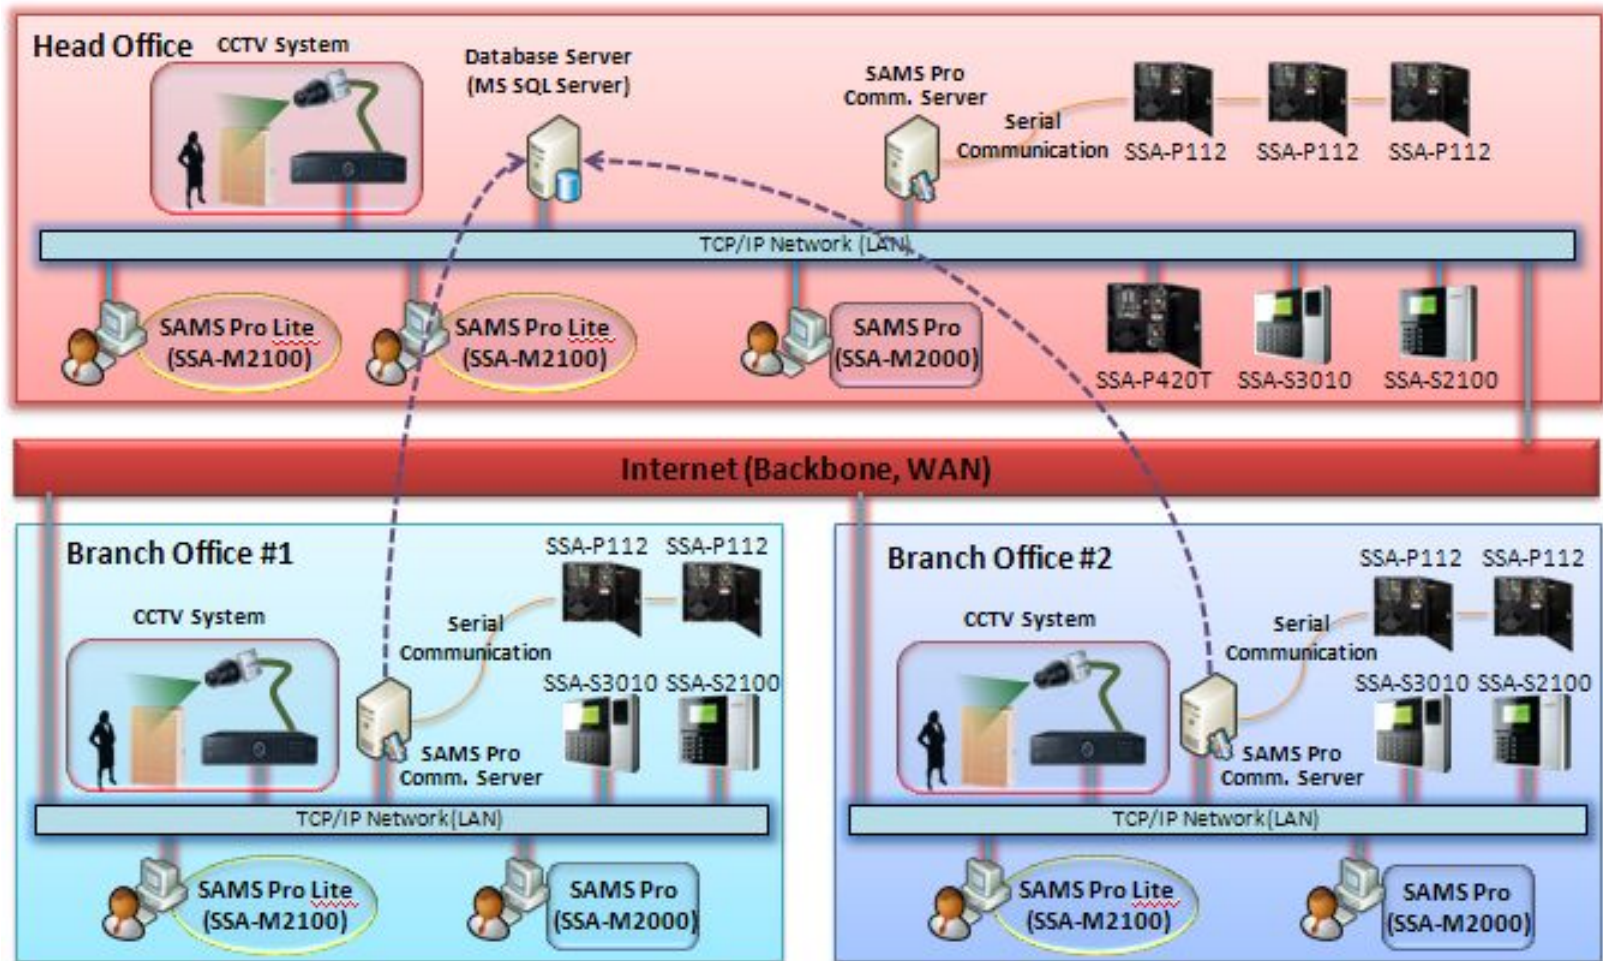 Head Office
CCTV System
Database Server
(MS SQL Server)
SAMS Pro
Comm. Server
Serial
Communication
SSA-P112
SSA-P112
SSA-P112
TCP/IP Network (LAN)
SAMS Pro Lite
(SSA-M2100)
SAMS Pro Lite
(SSA-M2100)
SAMS Pro
(SSA-M2000)
SSA-P420T
SSA-S3010
SSA-S2100
Internet (Backbone, WAN)
Branch Office #1
CCTV System
Serial
Communication
SSA-P112
SSA-P112
SSA-S3010
SSA-S2100
SAMS Pro
Comm. Server
TCP/IP Network(LAN)
SAMS Pro Lite
(SSA-M2100)
SAMS Pro
(SSA-M2000)
Branch Office #2
CCTV System
Serial
Communication
SSA-P112
SSA-P112
SSA-S3010
SSA-S2100
SAMS Pro
Comm. Server
TCP/IP Network(LAN)
SAMS Pro Lite
(SSA-M2100)
SAMS Pro
(SSA-M2000)